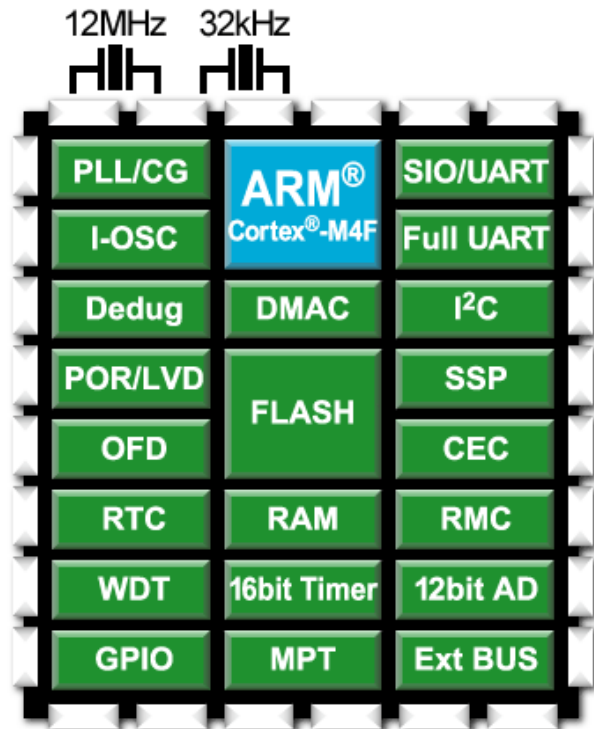 12MHz 32kHz
PLL/CG
ARM®
Cortex®-M4F
SIO/UART
I-OSC
Full UART
Dedug
DMAC
I²C
POR/LVD
FLASH
SSP
OFD
CEC
RTC
RAM
RMC
WDT
16bit Timer
12bit AD
GPIO
MPT
Ext BUS